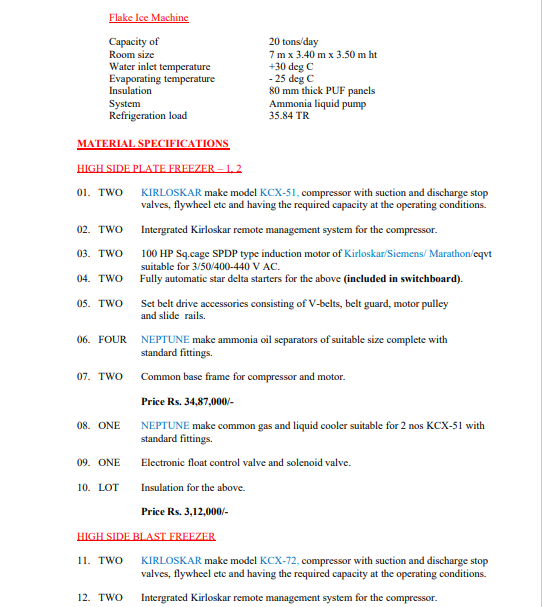 Flake Ice Machine
Capacity of 20 tons/day
Room size 7 m x 3.40 m x 3.50 m ht
Water inlet temperature +30 deg C
Evaporating temperature - 25 deg C
Insulation 80 mm thick PUF panels
System Ammonia liquid pump
Refrigeration load 35.84 TR
MATERIAL SPECIFICATIONS
HIGH SIDE PLATE FREEZER – 1, 2
01. TWO KIRLOSKAR make model KCX-51, compressor with suction and discharge stop
valves, flywheel etc and having the required capacity at the operating conditions.
02. TWO Intergrated Kirloskar remote management system for the compressor.
03. TWO 100 HP Sq.cage SPDP type induction motor of Kirloskar/Siemens/ Marathon/eqvt
suitable for 3/50/400-440 V AC.
04. TWO Fully automatic star delta starters for the above (included in switchboard).
05. TWO Set belt drive accessories consisting of V-belts, belt guard, motor pulley
and slide rails.
06. FOUR NEPTUNE make ammonia oil separators of suitable size complete with
standard fittings.
07. TWO Common base frame for compressor and motor.
Price Rs. 34,87,000/-
08. ONE NEPTUNE make common gas and liquid cooler suitable for 2 nos KCX-51 with
standard fittings.
09. ONE Electronic float control valve and solenoid valve.
10. LOT Insulation for the above.
Price Rs. 3,12,000/-
HIGH SIDE BLAST FREEZER
11. TWO KIRLOSKAR make model KCX-72, compressor with suction and discharge stop
valves, flywheel etc and having the required capacity at the operating conditions.
12. TWO Intergrated Kirloskar remote management system for the compressor.